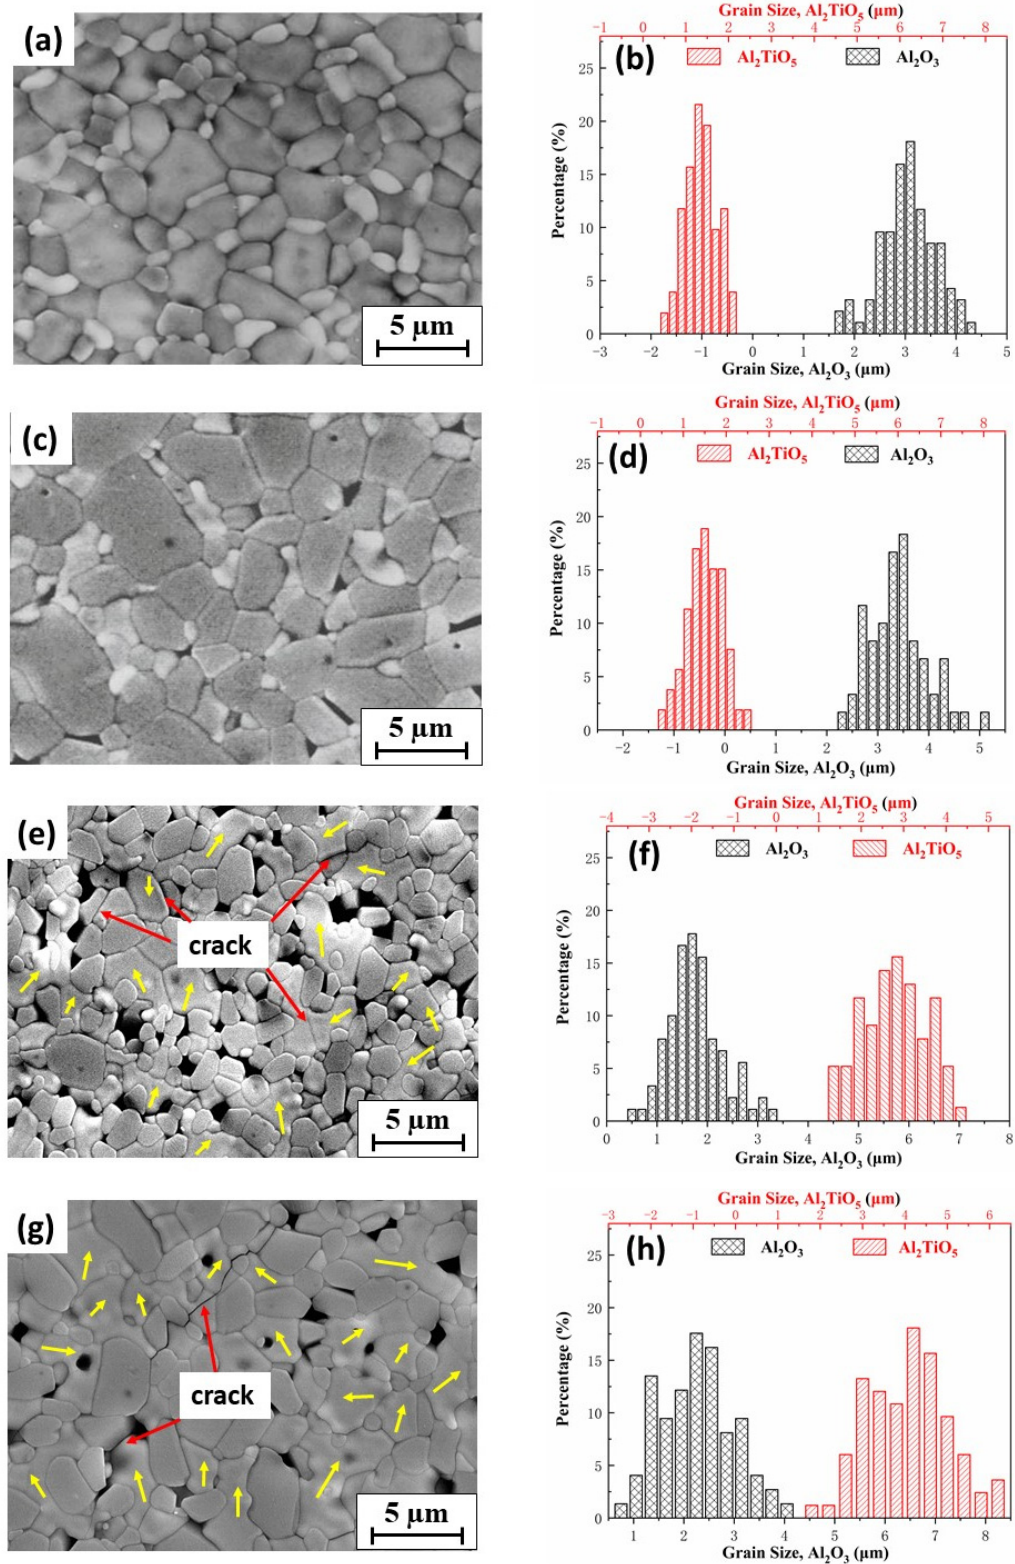 (a)
5 µm
Grain Size, Al₂TiO₅ (µm)
-1 0 1 2 3 4 5 6 7 8
(b)
Al₂TiO₅ Al₂O₃
Percentage (%)
25
20
15
10
5
0
-3 -2 -1 0 1 2 3 4 5
Grain Size, Al₂O₃ (µm)
(c)
5 µm
Grain Size, Al₂TiO₅ (µm)
-1 0 1 2 3 4 5 6 7 8
(d)
Al₂TiO₅ Al₂O₃
Percentage (%)
25
20
15
10
5
0
-2 -1 0 1 2 3 4 5
Grain Size, Al₂O₃ (µm)
(e)
crack
5 µm
Grain Size, Al₂TiO₅ (µm)
-4 -3 -2 -1 0 1 2 3 4 5
(f)
Al₂O₃ Al₂TiO₅
Percentage (%)
25
20
15
10
5
0
0 1 2 3 4 5 6 7 8
Grain Size, Al₂O₃ (µm)
(g)
crack
5 µm
Grain Size, Al₂TiO₅ (µm)
-3 -2 -1 0 1 2 3 4 5 6
(h)
Al₂O₃ Al₂TiO₅
Percentage (%)
25
20
15
10
5
0
1 2 3 4 5 6 7 8
Grain Size, Al₂O₃ (µm)